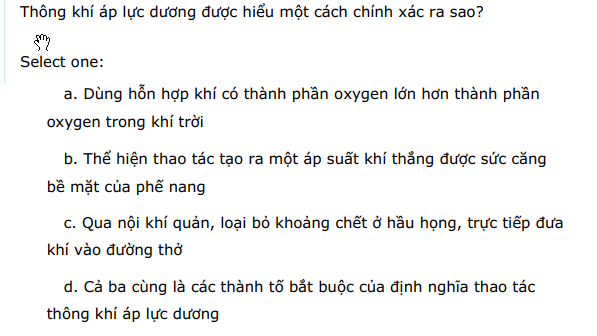 Thông khí áp lực dương được hiểu một cách chính xác ra sao?
Select one:
a. Dùng hỗn hợp khí có thành phần oxygen lớn hơn thành phần
oxygen trong khí trời
b. Thể hiện thao tác tạo ra một áp suất khí thắng được sức căng
bề mặt của phế nang
c. Qua nội khí quản, loại bỏ khoảng chết ở hầu họng, trực tiếp đưa
khí vào đường thở
d. Cả ba cùng là các thành tố bắt buộc của định nghĩa thao tác
thông khí áp lực dương